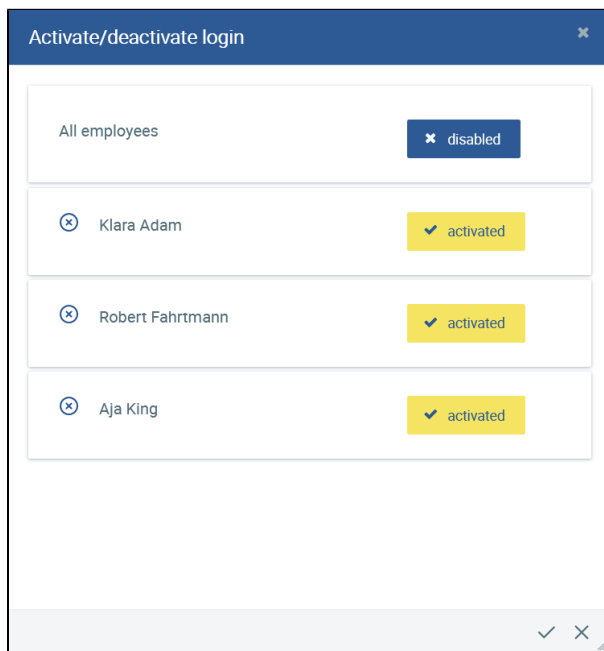 Activate/deactivate login
All employees
disabled
Klara Adam
activated
Robert Fahrtmann
activated
Aja King
activated